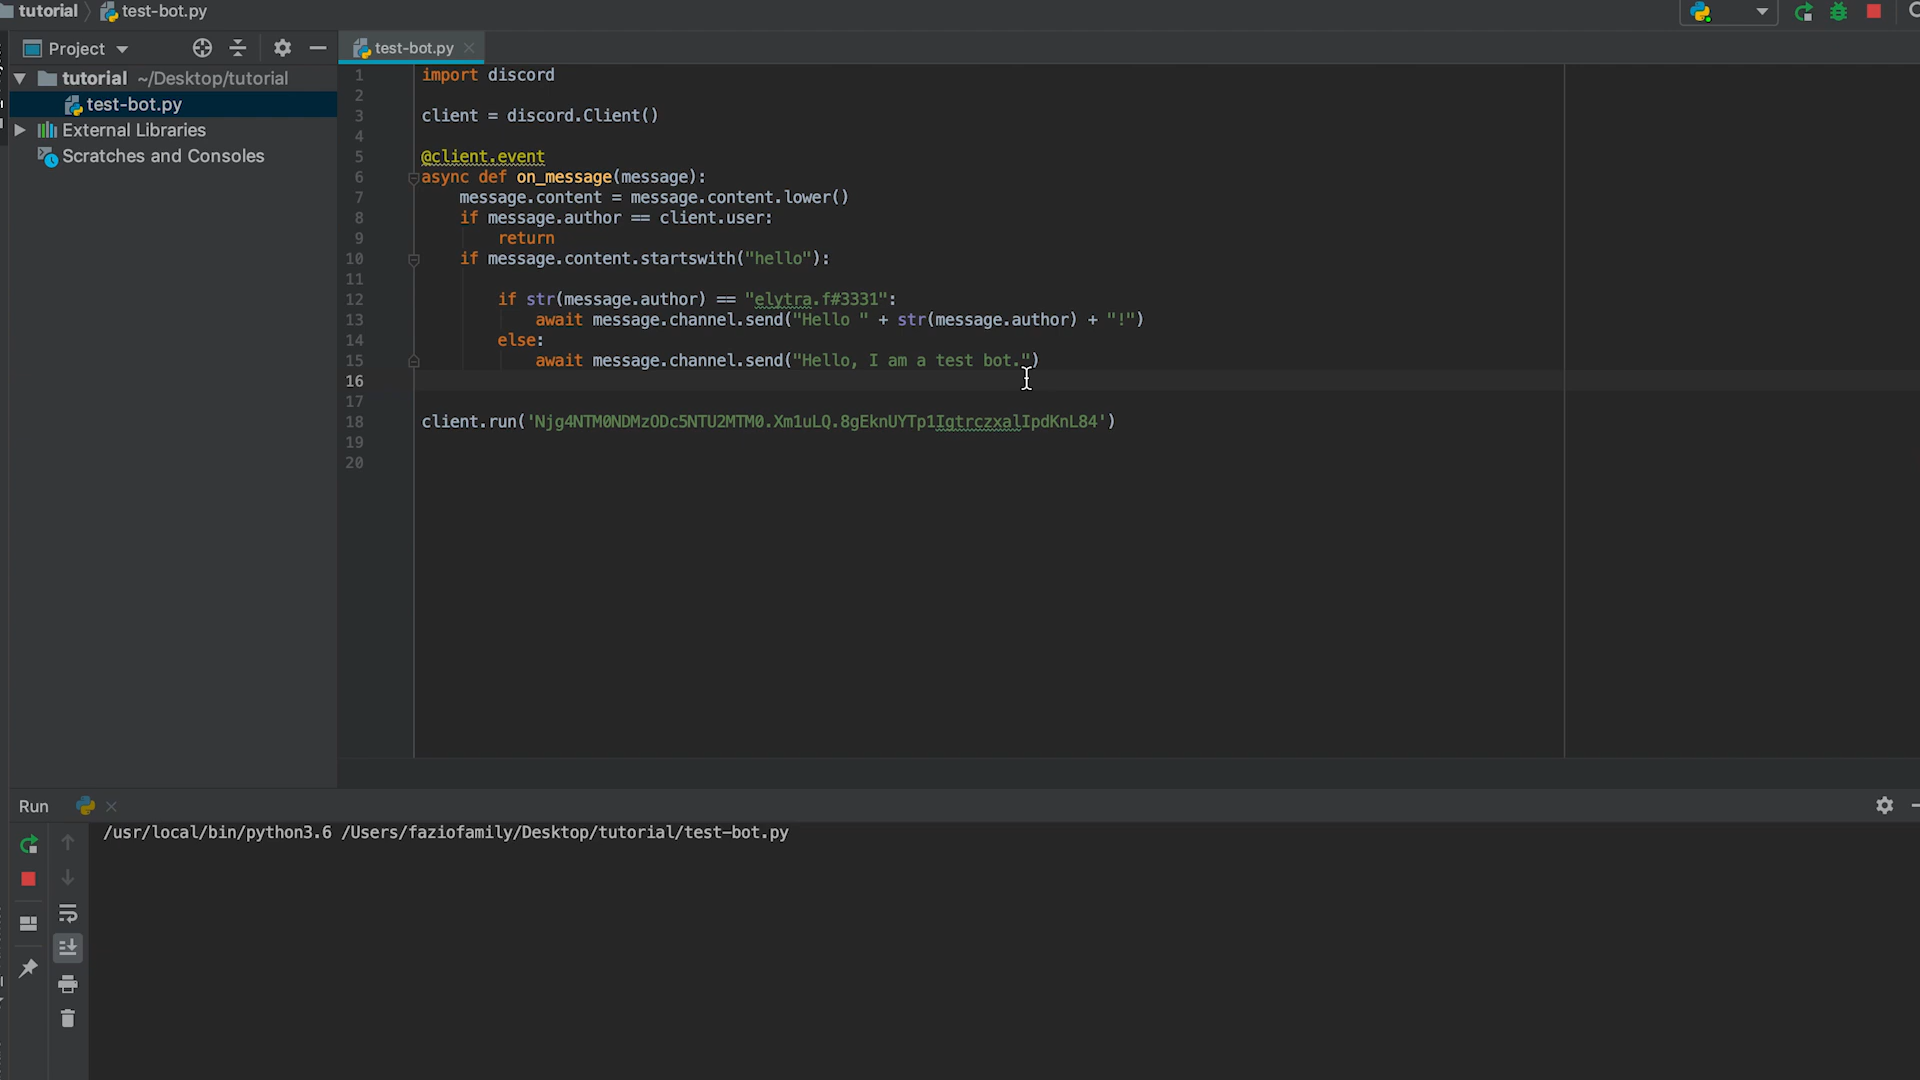 tutorial test-bot.py
Project test-bot.py
tutorial ~/Desktop/tutorial
test-bot.py
External Libraries
Scratches and Consoles
1 import discord
2
3 client = discord.Client()
4
5 @client.event
6 async def on_message(message):
7 message.content = message.content.lower()
8 if message.author == client.user:
9 return
10 if message.content.startswith("hello"):
11
12 if str(message.author) == "elytra.f#3331":
13 await message.channel.send("Hello " + str(message.author) + "!")
14 else:
15 await message.channel.send("Hello, I am a test bot.")
16
17
18 client.run('Njg4NTM0NDMzODc5NTU2MTM0.Xm1uLQ.8gEknUYTp1IgtrczxalIpdKnL84')
19
20
Run
/usr/local/bin/python3.6 /Users/faziofamily/Desktop/tutorial/test-bot.py